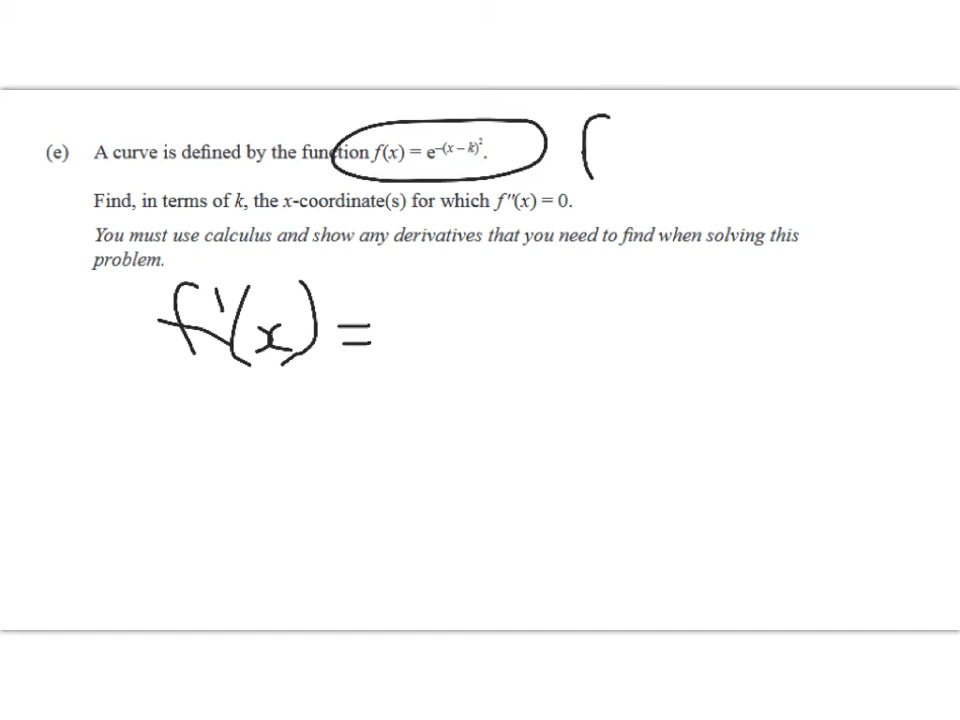 (e) A curve is defined by the function f(x) = e^{-(x - k)^2}.
Find, in terms of k, the x-coordinate(s) for which f''(x) = 0.
You must use calculus and show any derivatives that you need to find when solving this
problem.
f'(x) =